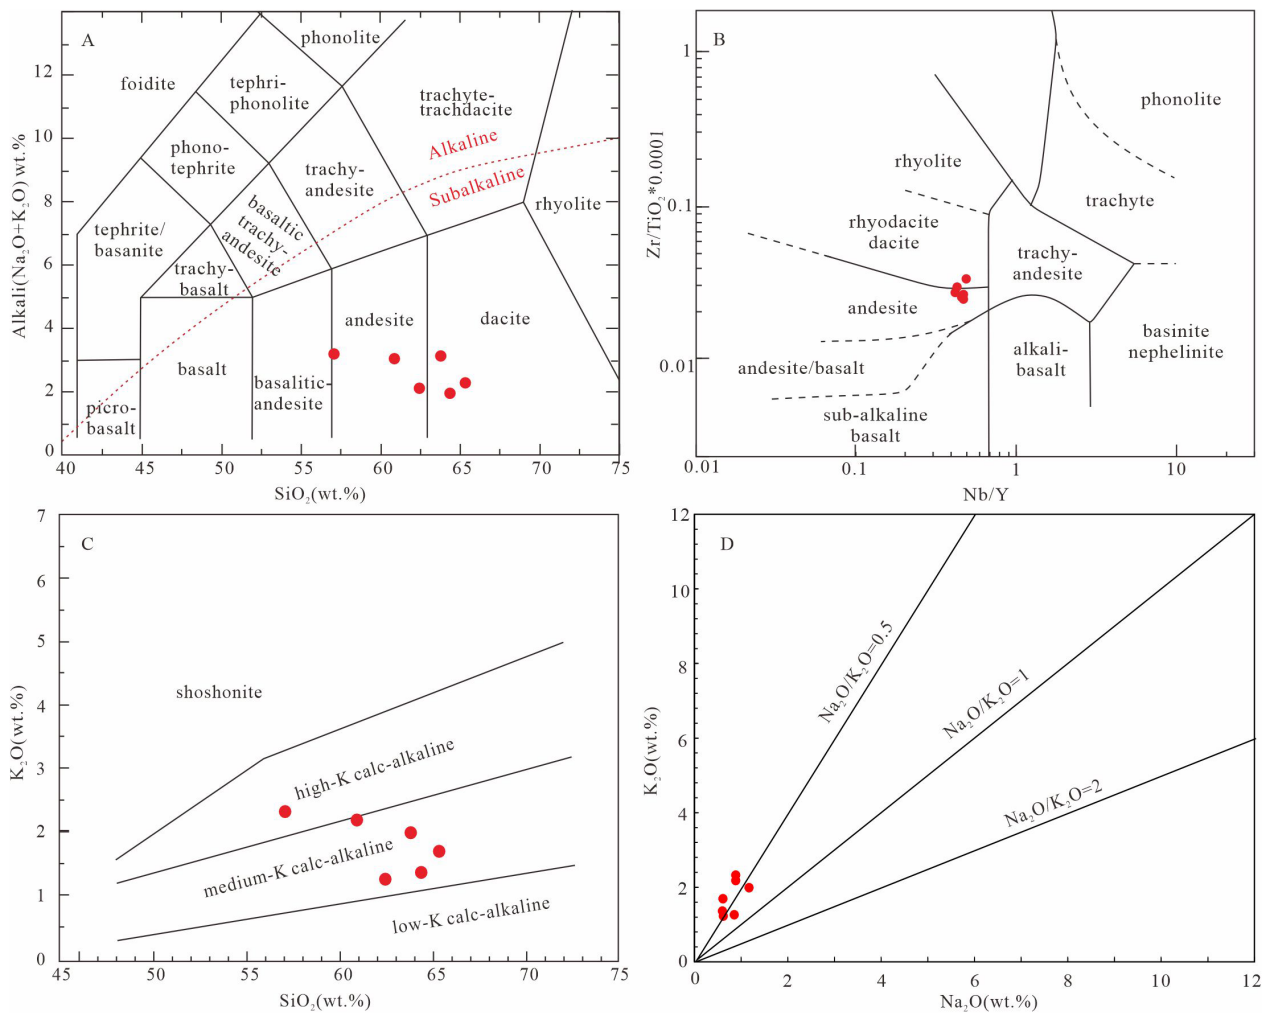 A
phonolite
foidite
tephri-
phonolite
trachyte-
trachdacite
phono-
tephrite
Alkaline
Subalkaline
trachy-
andesite
basaltic
trachy-
andesite
rhyolite
tephrite/
basanite
trachy-
basalt
andesite
dacite
basalt
basalitic-
andesite
picro-
basalt
12
10
8
6
4
2
0
40 45 50 55 60 65 70 75
Alkali(Na2O+K2O) wt.%
SiO2(wt.%)
B
phonolite
rhyolite
trachyte
rhyodacite
dacite
trachy-
andesite
andesite
basinite
nephelinite
andesite/basalt
alkali-
basalt
sub-alkaline
basalt
1
0.1
0.01
0.01 0.1 1 10
Zr/TiO2*0.0001
Nb/Y
C
shoshonite
high-K calc-alkaline
medium-K calc-alkaline
low-K calc-alkaline
7
6
5
4
3
2
1
0
45 50 55 60 65 70 75
K2O(wt.%)
SiO2(wt.%)
D
Na2O/K2O=0.5
Na2O/K2O=1
Na2O/K2O=2
12
10
8
6
4
2
0
0 2 4 6 8 10 12
K2O(wt.%)
Na2O(wt.%)